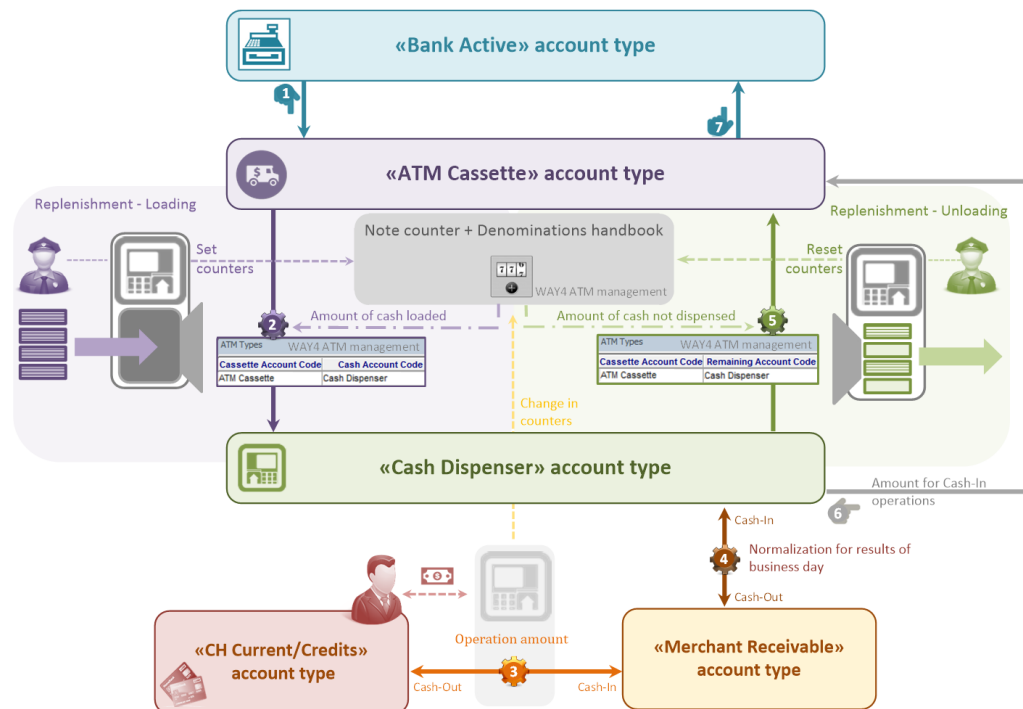 «Bank Active» account type
1
7
«ATM Cassette» account type
Replenishment - Loading
Replenishment - Unloading
Note counter + Denominations handbook
Set
counters
Reset
counters
7 7 6 7
WAY4 ATM management
2
Amount of cash loaded
Amount of cash not dispensed
5
ATM Types
WAY4 ATM management
Cassette Account Code
Cash Account Code
ATM Cassette
Cash Dispenser
ATM Types
WAY4 ATM management
Cassette Account Code
Remaining Account Code
ATM Cassette
Cash Dispenser
Change in
counters
«Cash Dispenser» account type
Amount for Cash-In
operations
6
Cash-In
4
Normalization for results of
business day
Cash-Out
Operation amount
«CH Current/Credits»
account type
3
Cash-Out
Cash-In
«Merchant Receivable»
account type